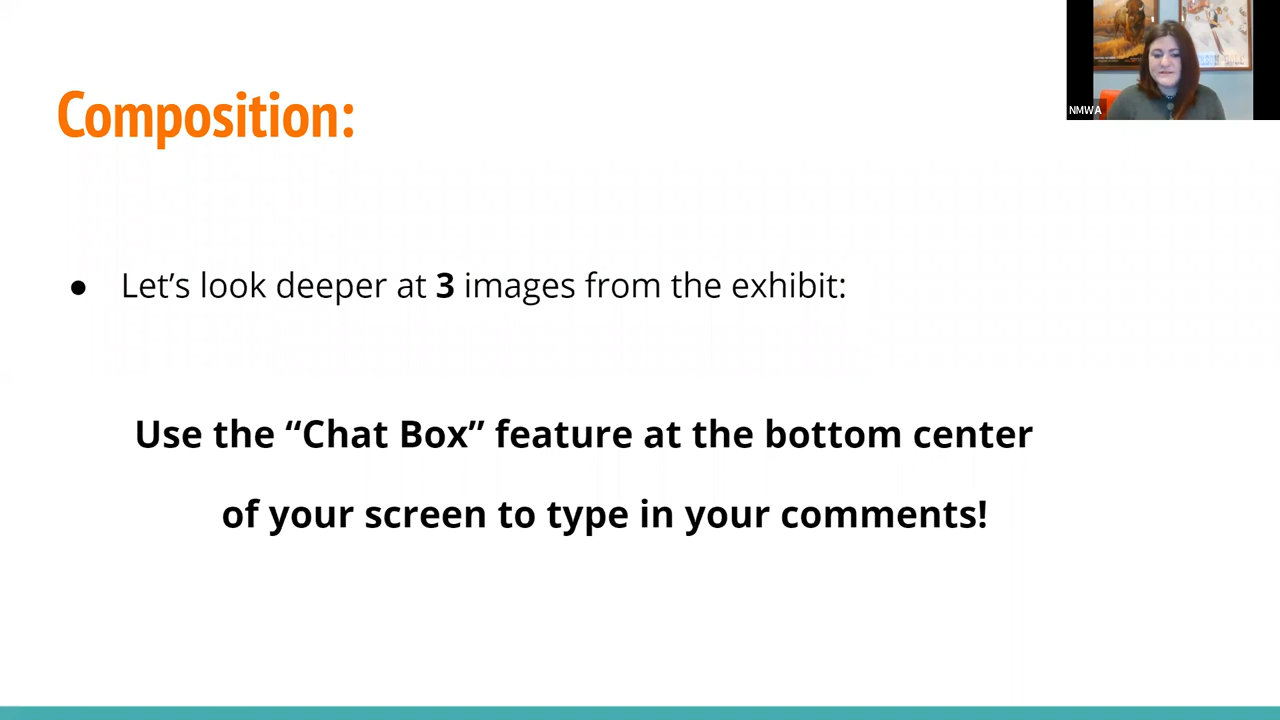 Composition:
NMWA
● Let’s look deeper at 3 images from the exhibit:
Use the “Chat Box” feature at the bottom center
of your screen to type in your comments!